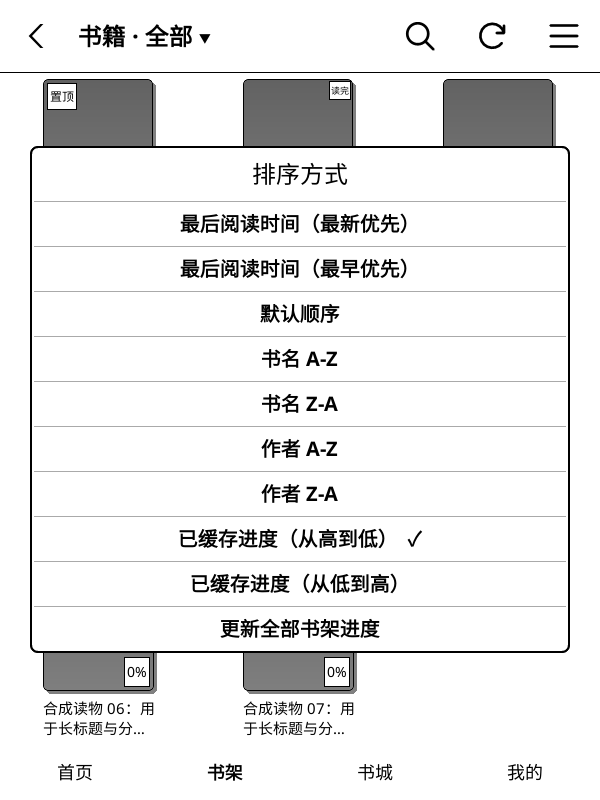 书籍 · 全部 ▾
置顶
读完
排序方式
最后阅读时间（最新优先）
最后阅读时间（最早优先）
默认顺序
书名 A-Z
书名 Z-A
作者 A-Z
作者 Z-A
已缓存进度（从高到低） ✓
已缓存进度（从低到高）
更新全部书架进度
0%
0%
合成读物 06：用
于长标题与分...
合成读物 07：用
于长标题与分...
首页
书架
书城
我的